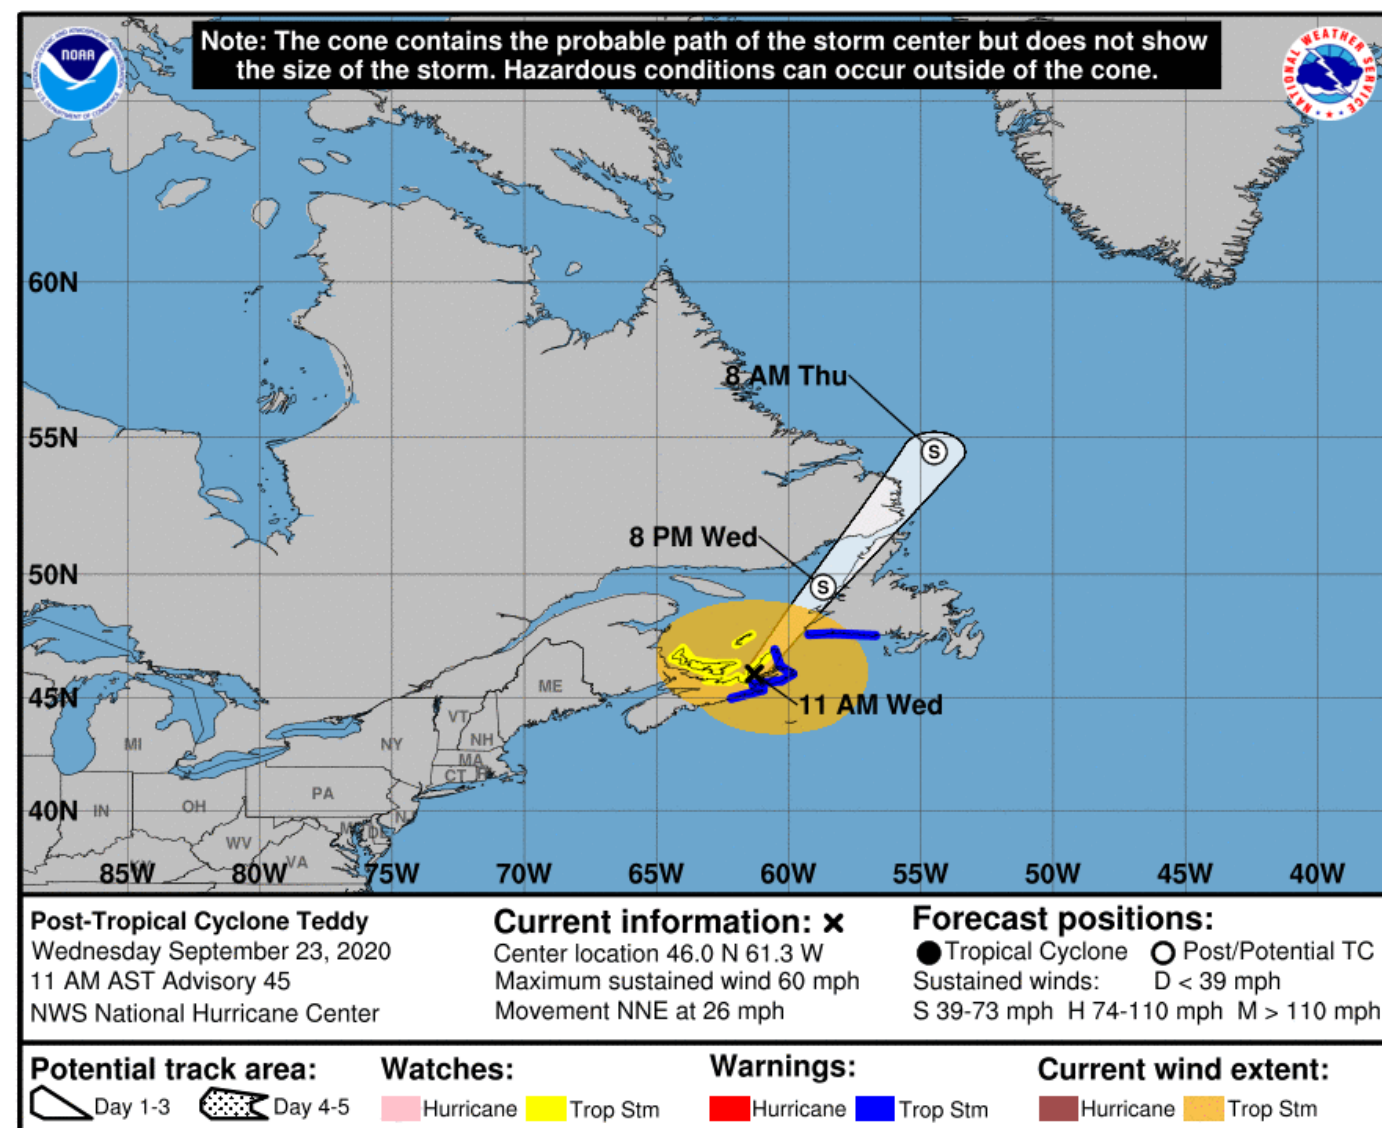 Note: The cone contains the probable path of the storm center but does not show
the size of the storm. Hazardous conditions can occur outside of the cone.
NOAA
NATIONAL WEATHER SERVICE
60N
8 AM Thu
55N
S
8 PM Wed
50N
S
45N
11 AM Wed
ME
VT
NH
MI
NY
MA
CT
PA
IN
OH
NJ
40N
DE
WV
VA
KY
85W 80W 75W 70W 65W 60W 55W 50W 45W 40W
Post-Tropical Cyclone Teddy
Wednesday September 23, 2020
11 AM AST Advisory 45
NWS National Hurricane Center
Current information: x
Center location 46.0 N 61.3 W
Maximum sustained wind 60 mph
Movement NNE at 26 mph
Forecast positions:
Tropical Cyclone Post/Potential TC
Sustained winds: D < 39 mph
S 39-73 mph H 74-110 mph M > 110 mph
Potential track area:
Day 1-3 Day 4-5
Watches:
Hurricane Trop Stm
Warnings:
Hurricane Trop Stm
Current wind extent:
Hurricane Trop Stm